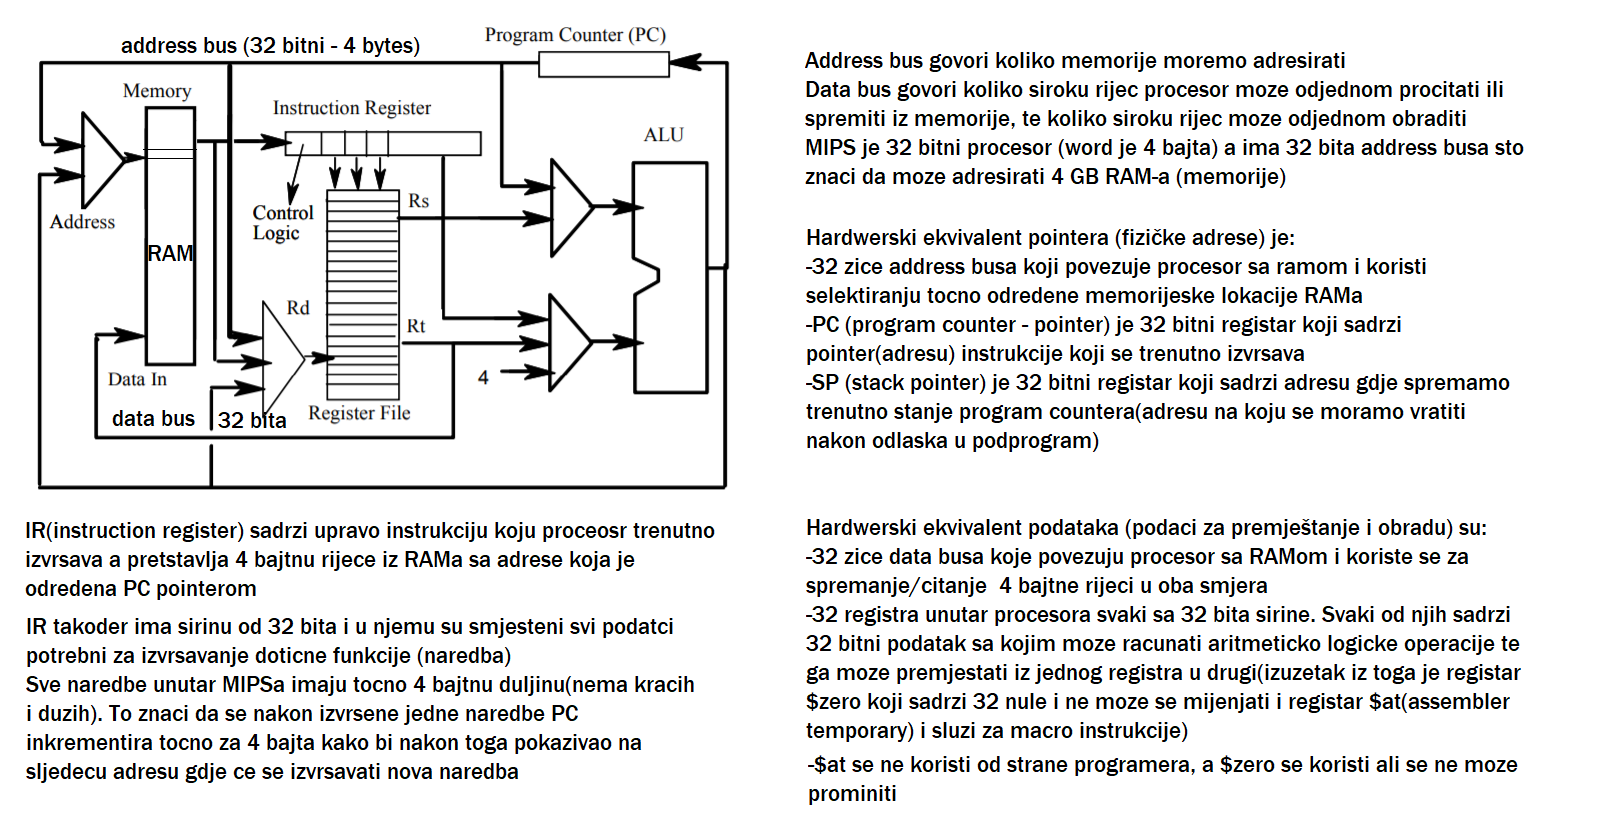 address bus (32 bitni - 4 bytes)
Program Counter (PC)
Memory
Instruction Register
ALU
Address
Control
Logic
Rs
RAM
Rd
Rt
4
Data In
Register File
data bus
32 bita
IR(instruction register) sadrzi upravo instrukciju koju proceosr trenutno
izvrsava a pretstavlja 4 bajtnu rijece iz RAMa sa adrese koja je
odredena PC pointerom
IR takoder ima sirinu od 32 bita i u njemu su smjesteni svi podatci
potrebni za izvrsavanje doticne funkcije (naredba)
Sve naredbe unutar MIPSa imaju tocno 4 bajtnu duljinu(nema kracih
i duzih). To znaci da se nakon izvrsene jedne naredbe PC
inkrementira tocno za 4 bajta kako bi nakon toga pokazivao na
sljedecu adresu gdje ce se izvrsavati nova naredba
Address bus govori koliko memorije moremo adresirati
Data bus govori koliko siroku rijec procesor moze odjednom procitati ili
spremiti iz memorije, te koliko siroku rijec moze odjednom obraditi
MIPS je 32 bitni procesor (word je 4 bajta) a ima 32 bita address busa sto
znaci da moze adresirati 4 GB RAM-a (memorije)
Hardwerski ekvivalent pointera (fizičke adrese) je:
-32 zice address busa koji povezuje procesor sa ramom i koristi
selektiranju tocno odredene memorijeske lokacije RAMa
-PC (program counter - pointer) je 32 bitni registar koji sadrzi
pointer(adresu) instrukcije koji se trenutno izvrsava
-SP (stack pointer) je 32 bitni registar koji sadrzi adresu gdje spremamo
trenutno stanje program countera(adresu na koju se moramo vratiti
nakon odlaska u podprogram)
Hardwerski ekvivalent podataka (podaci za premještanje i obradu) su:
-32 zice data busa koje povezuju procesor sa RAMom i koriste se za
spremanje/citanje 4 bajtne rijeci u oba smjera
-32 registra unutar procesora svaki sa 32 bita sirine. Svaki od njih sadrzi
32 bitni podatak sa kojim moze racunati aritmeticko logicke operacije te
ga moze premjestati iz jednog registra u drugi(izuzetak iz toga je registar
$zero koji sadrzi 32 nule i ne moze se mijenjati i registar $at(assembler
temporary) i sluzi za macro instrukcije)
-$at se ne koristi od strane programera, a $zero se koristi ali se ne moze
prominiti